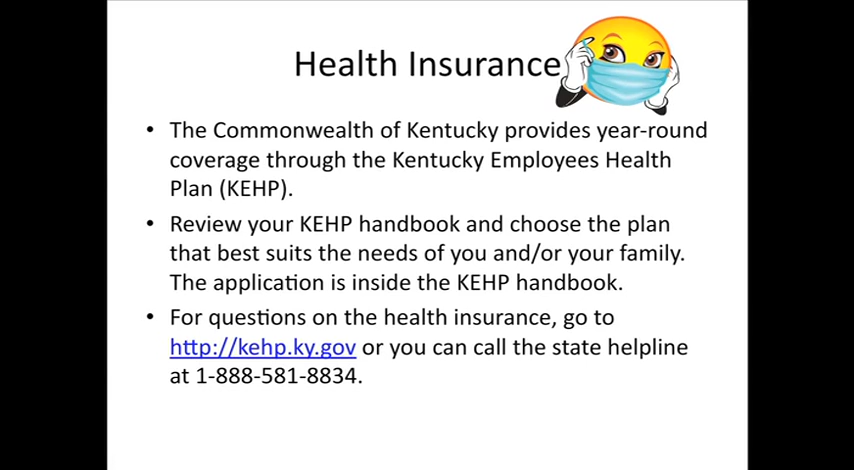 Health Insurance
• The Commonwealth of Kentucky provides year-round
coverage through the Kentucky Employees Health
Plan (KEHP).
• Review your KEHP handbook and choose the plan
that best suits the needs of you and/or your family.
The application is inside the KEHP handbook.
• For questions on the health insurance, go to
http://kehp.ky.gov or you can call the state helpline
at 1-888-581-8834.